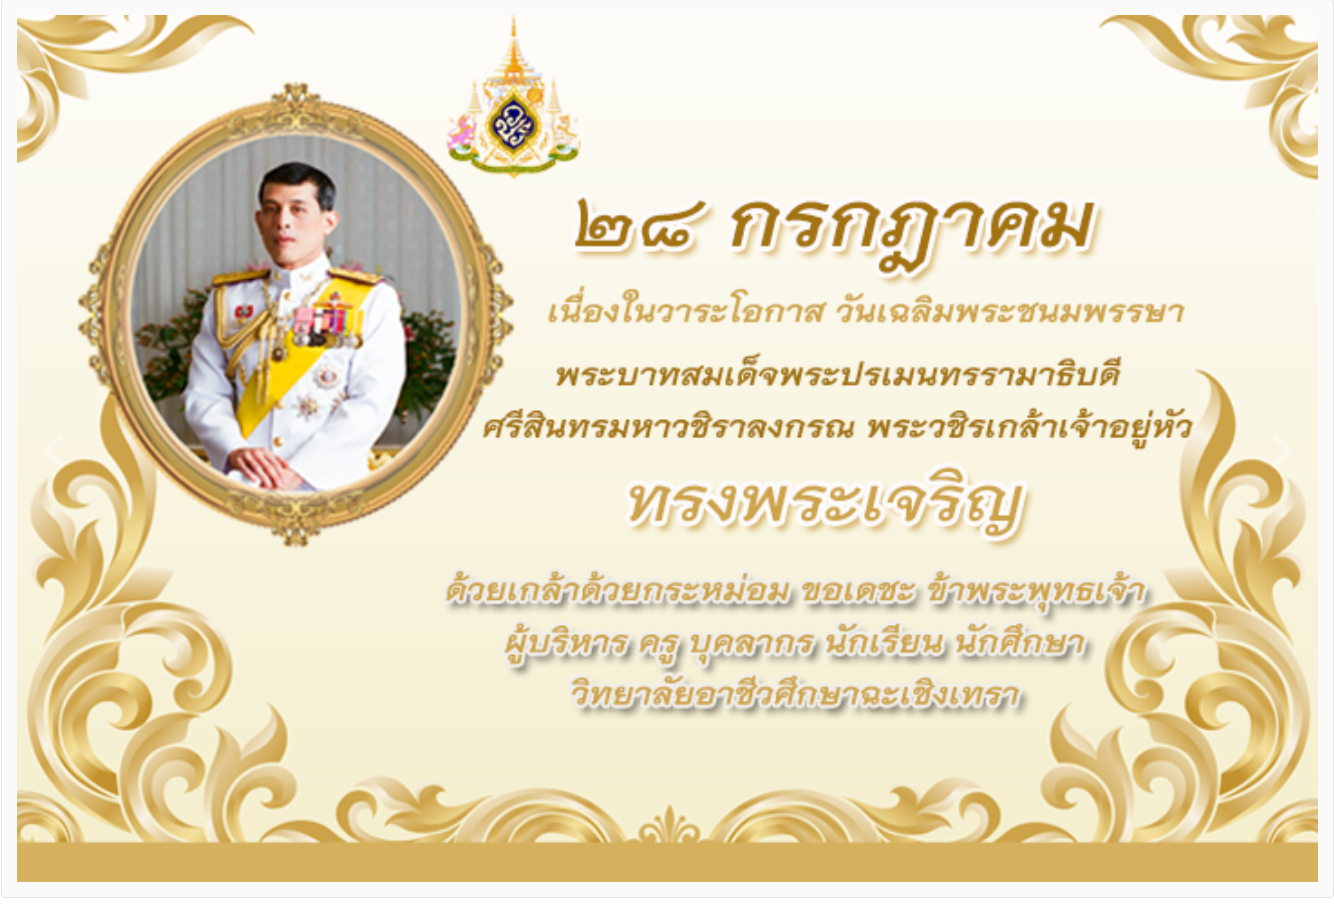 ๒๘ กรกฎาคม
เนื่องในวาระโอกาส วันเฉลิมพระชนมพรรษา
พระบาทสมเด็จพระปรเมนทรรามาธิบดี
ศรีสินทรมหาวชิราลงกรณ พระวชิรเกล้าเจ้าอยู่หัว
ทรงพระเจริญ
ด้วยเกล้าด้วยกระหม่อม ขอเดชะ ข้าพระพุทธเจ้า
ผู้บริหาร ครู บุคลากร นักเรียน นักศึกษา
วิทยาลัยอาชีวศึกษาฉะเชิงเทรา